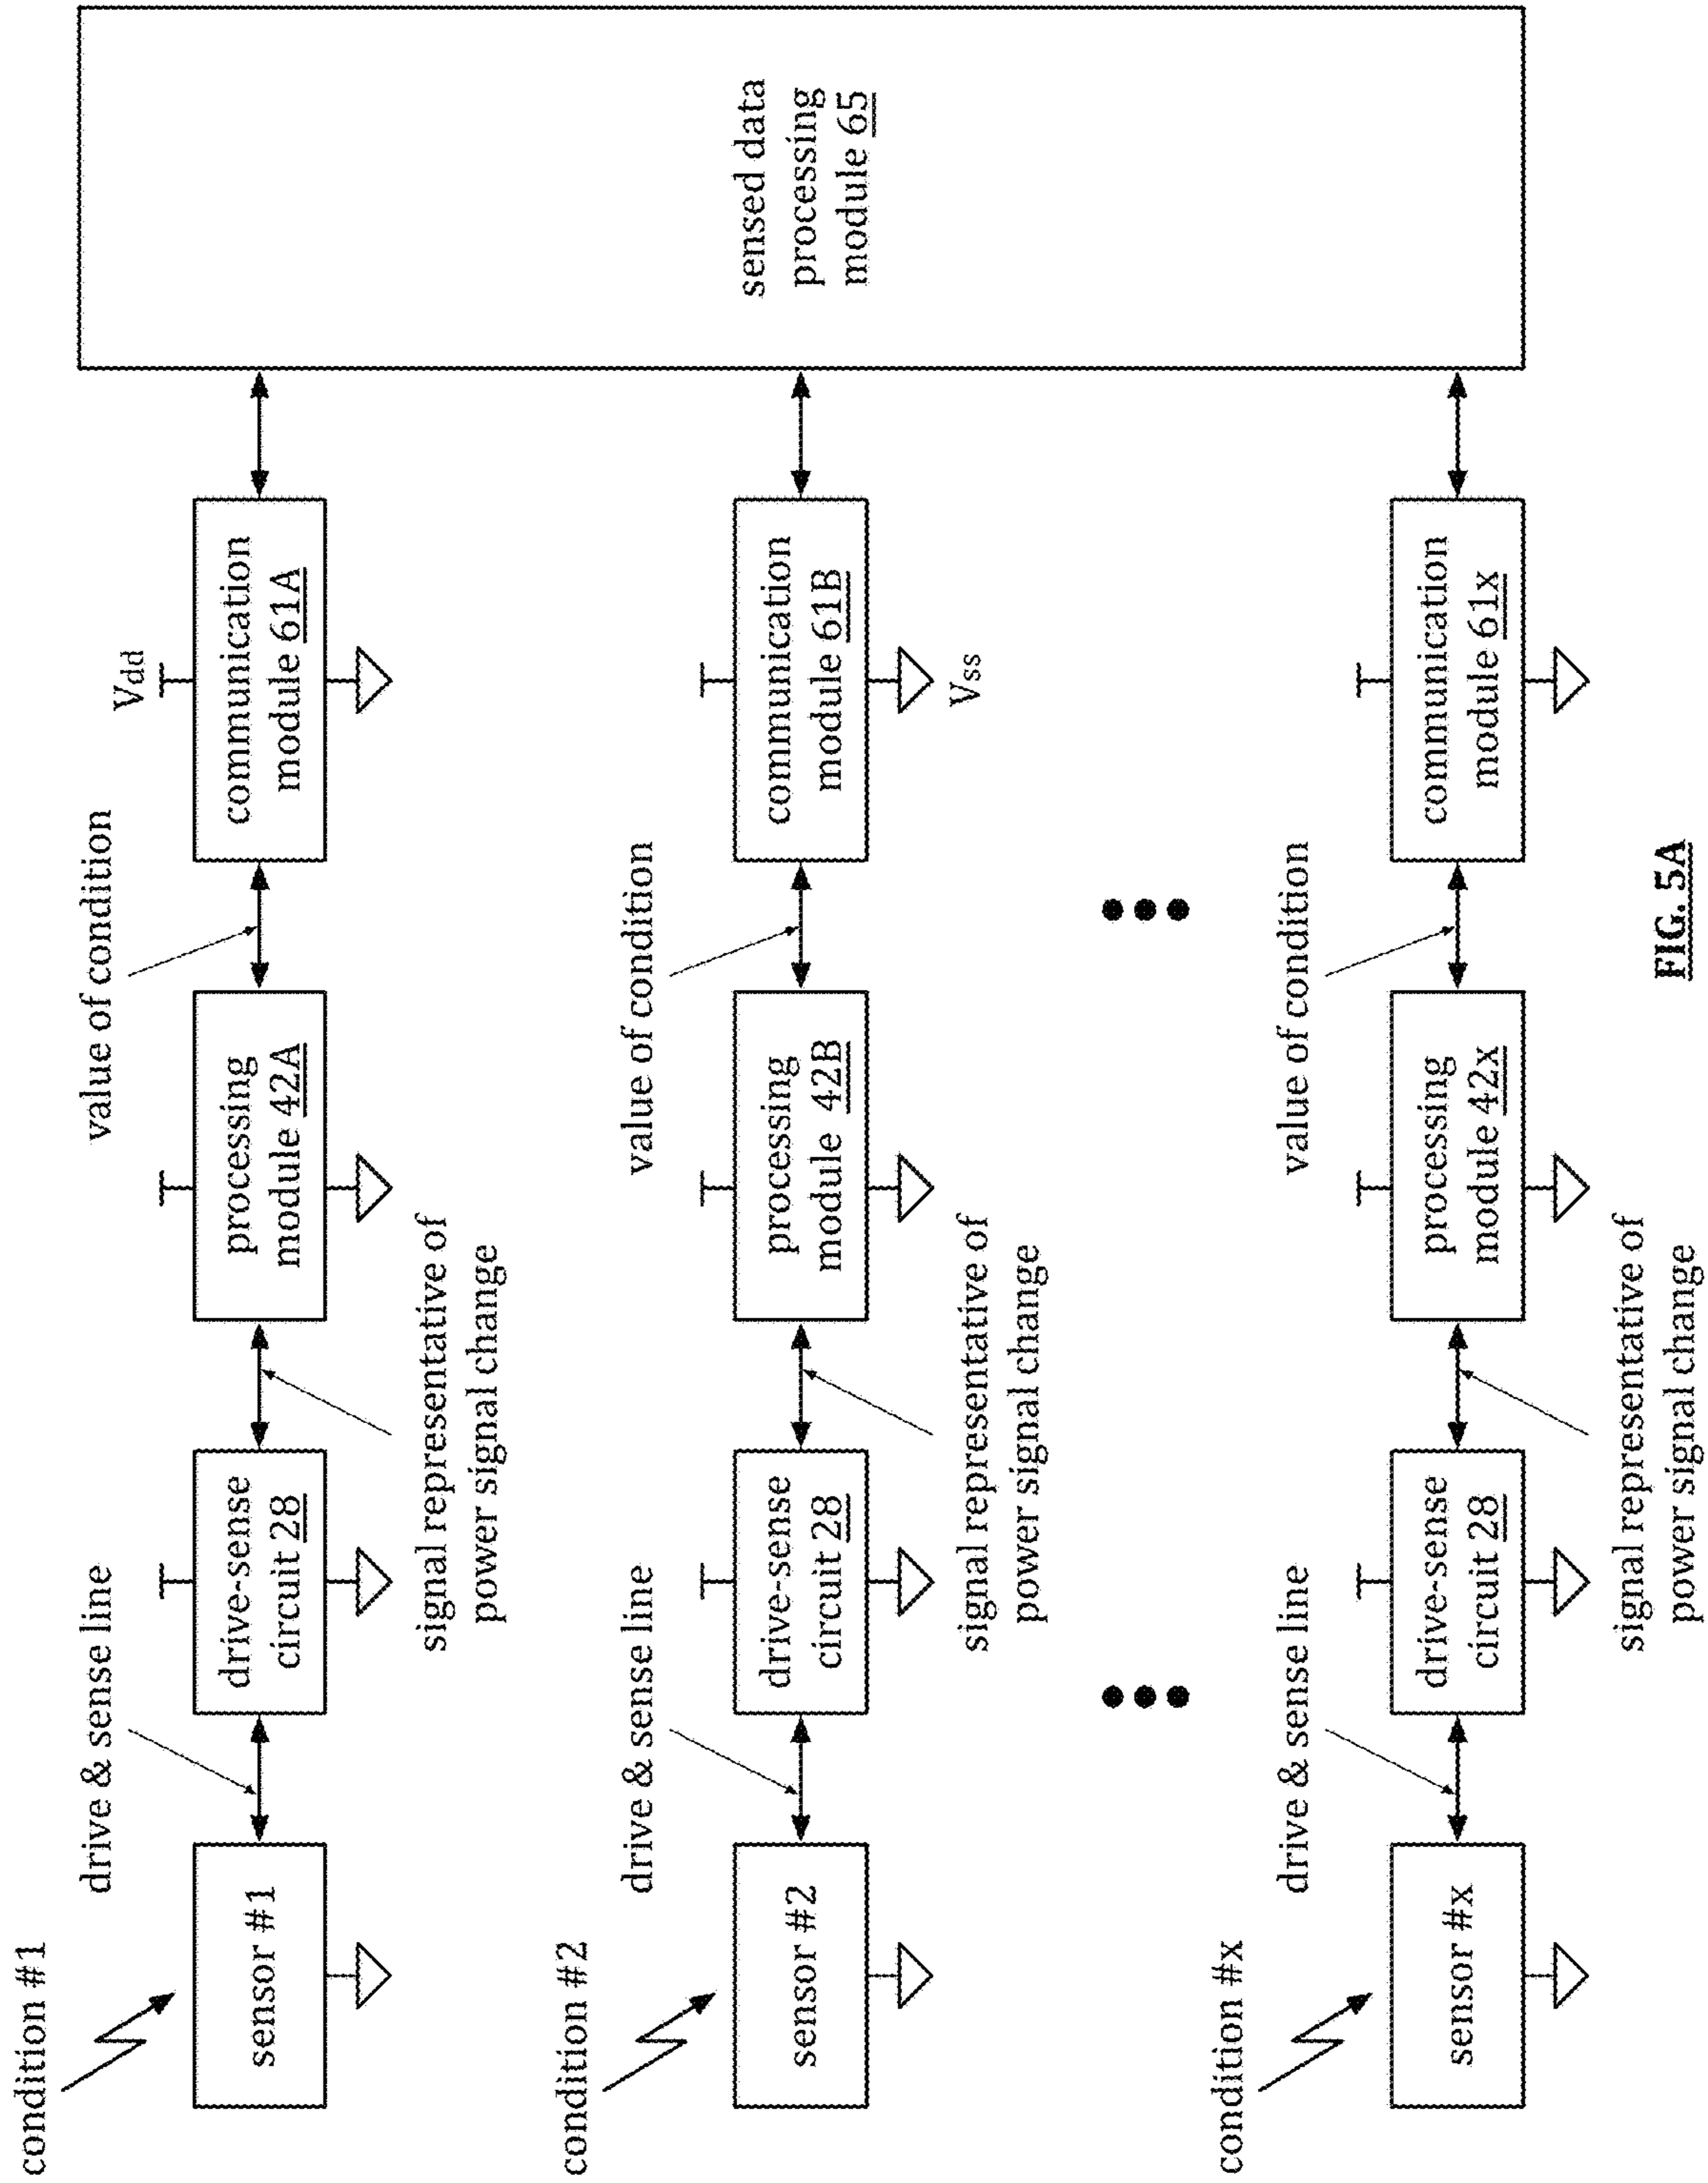 condition #1
drive & sense line
value of condition
Vdd
sensor #1
drive-sense
circuit 28
processing
module 42A
communication
module 61A
signal representative of
power signal change
condition #2
drive & sense line
value of condition
sensor #2
drive-sense
circuit 28
processing
module 42B
communication
module 61B
Vss
signal representative of
power signal change
sensed data
processing
module 65
condition #x
drive & sense line
value of condition
sensor #x
drive-sense
circuit 28
processing
module 42x
communication
module 61x
signal representative of
power signal change
FIG. 5A